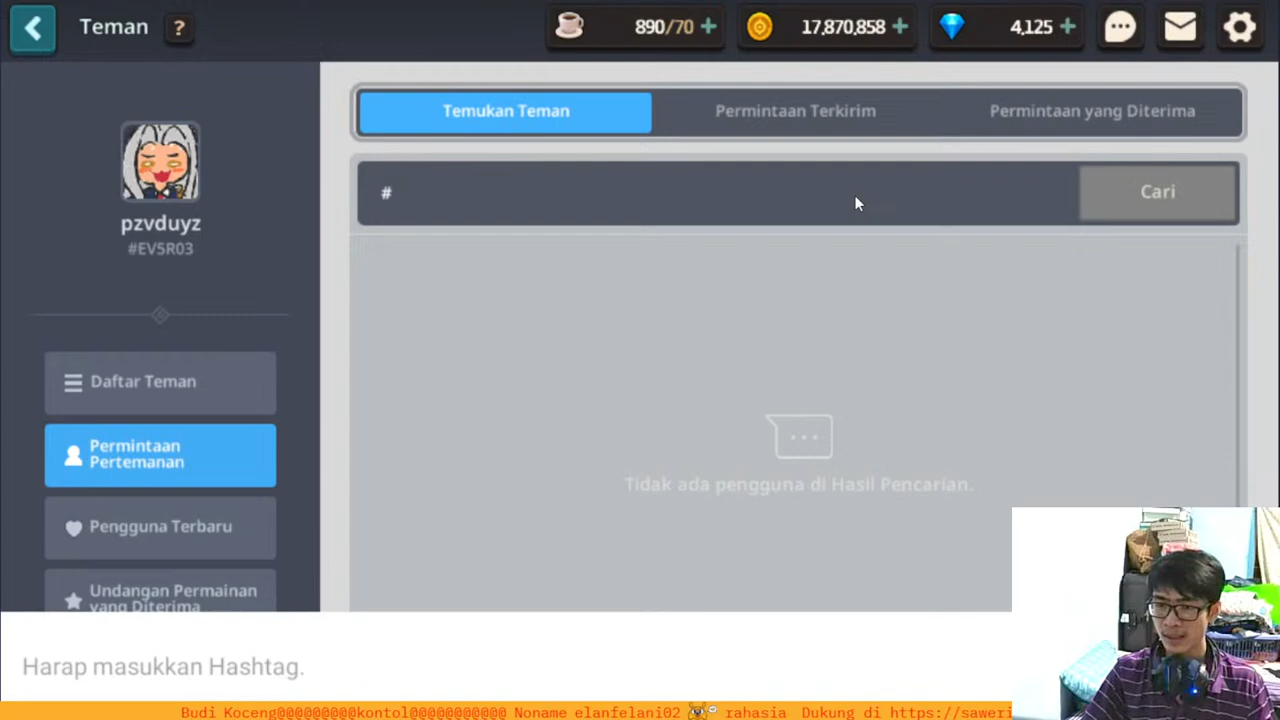 Teman ?
890/70 +
17,870,858 +
4,125 +
pzvduyz
#EV5R03
Daftar Teman
Permintaan
Pertemanan
Pengguna Terbaru
Undangan Permainan
yang Diterima
Temukan Teman
Permintaan Terkirim
Permintaan yang Diterima
#
Cari
Tidak ada pengguna di Hasil Pencarian.
Harap masukkan Hashtag.
Budi Koceng@@@@@@@@@kontol@@@@@@@@@@@ Noname elanfelani02 rahasia Dukung di https://saweri